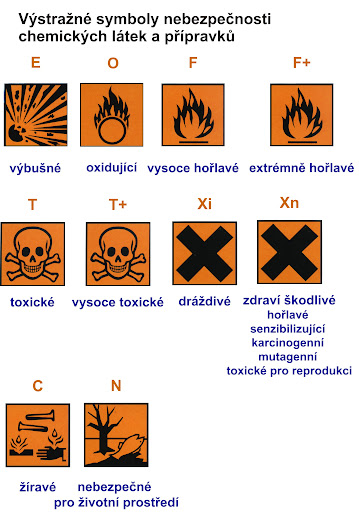 Výstražné symboly nebezpečnosti
chemických látek a přípravků
E O F F+
výbušné oxidující vysoce hořlavé extrémně hořlavé
T T+ Xi Xn
toxické vysoce toxické dráždivé zdraví škodlivé
hořlavé
senzibilizující
karcinogenní
mutagenní
toxické pro reprodukci
C N
žíravé nebezpečné
pro životní prostředí